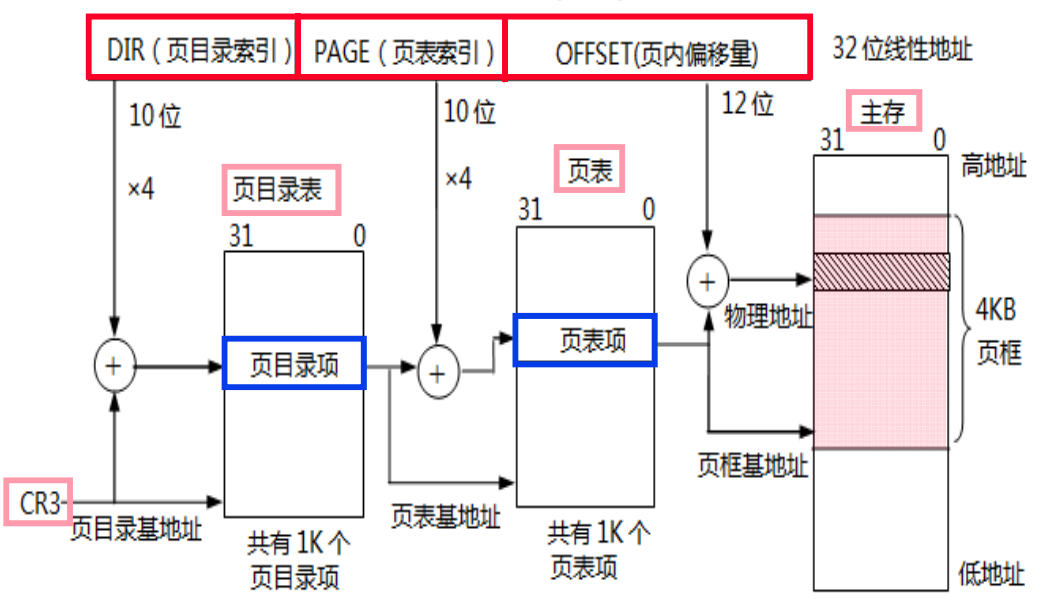 DIR（页目录索引）
PAGE（页表索引）
OFFSET(页内偏移量)
32位线性地址
10位
10位
12位
×4
×4
页目录表
31 0
页表
31 0
主存
31 0
高地址
+
页目录项
+
页表项
+
物理地址
4KB
页框
CR3
页目录基地址
页表基地址
页框基地址
共有1K个
页目录项
共有1K个
页表项
低地址